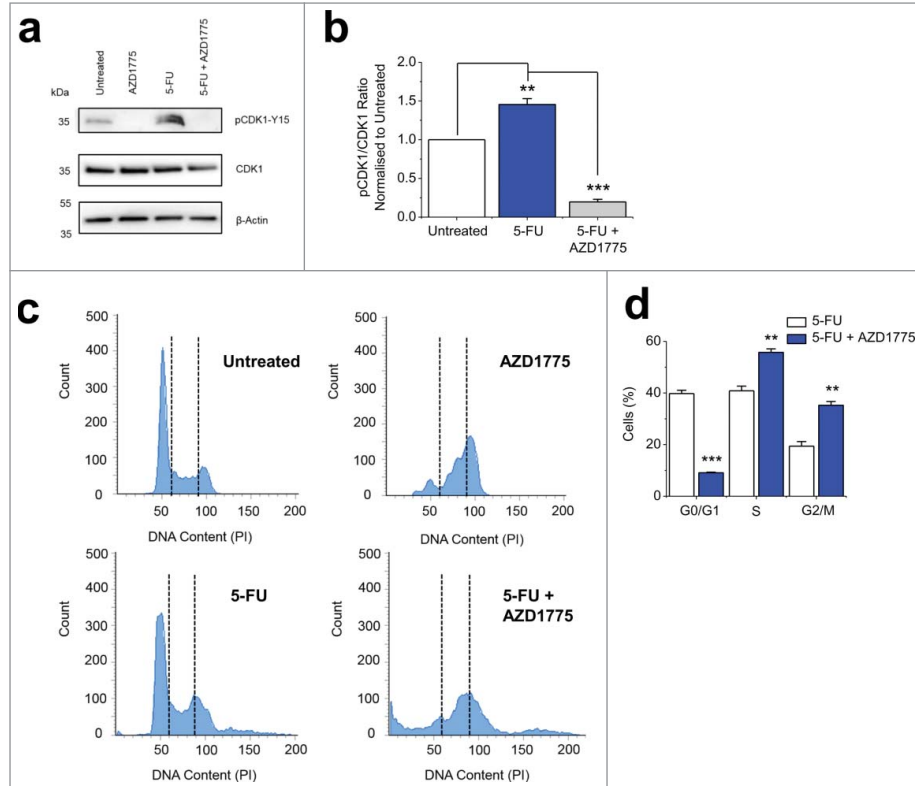 a
Untreated
AZD1775
5-FU
5-FU + AZD1775
kDa
35
pCDK1-Y15
35
CDK1
55
β-Actin
35
b
pCDK1/CDK1 Ratio
Normalised to Untreated
2.0
1.5
1.0
0.5
0.0
**
***
Untreated
5-FU
5-FU +
AZD1775
c
500
400
300
200
100
0
Count
Untreated
50 100 150 200
DNA Content (PI)
500
400
300
200
100
0
Count
AZD1775
50 100 150 200
DNA Content (PI)
500
400
300
200
100
0
Count
5-FU
50 100 150 200
DNA Content (PI)
500
400
300
200
100
0
Count
5-FU +
AZD1775
50 100 150 200
DNA Content (PI)
d
5-FU
5-FU + AZD1775
60
40
20
0
Cells (%)
***
**
**
G0/G1 S G2/M